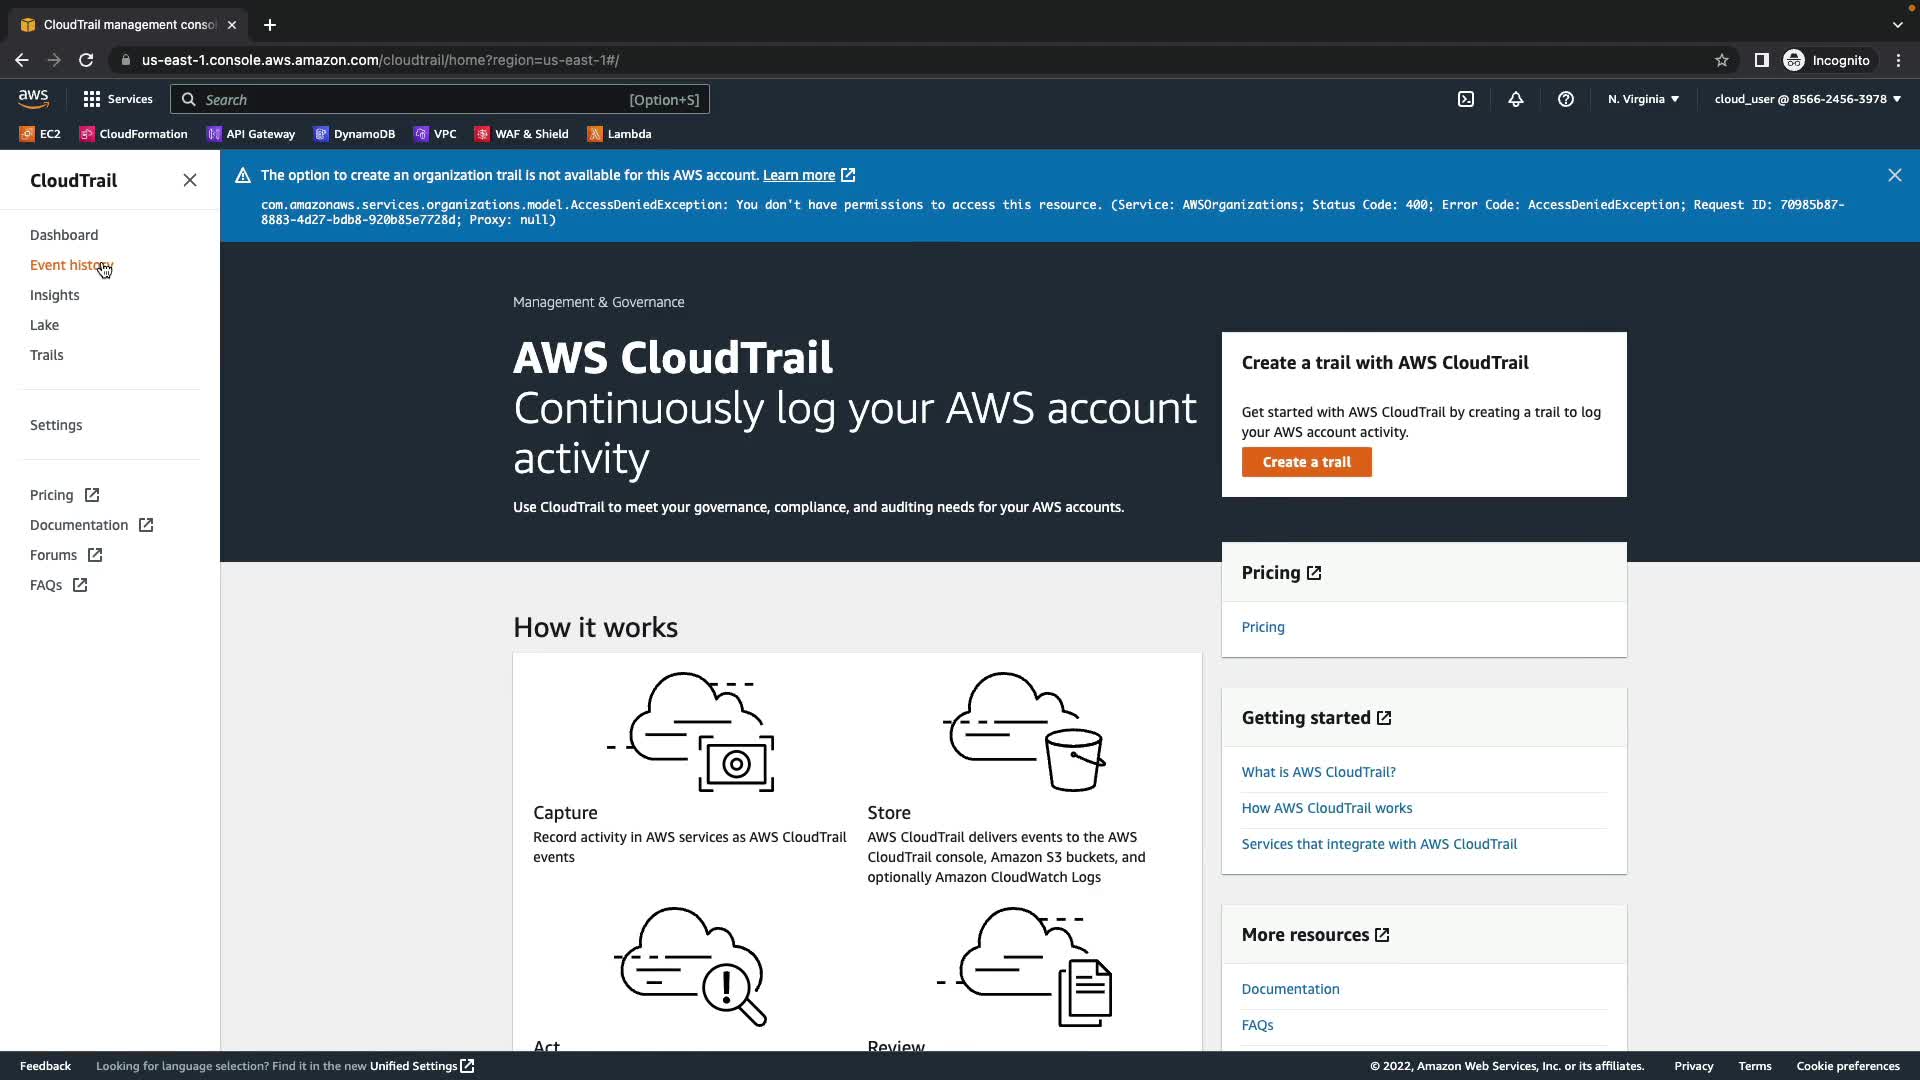 CloudTrail management conso
us-east-1.console.aws.amazon.com/cloudtrail/home?region=us-east-1#/
Incognito
aws
Services
Search
[Option+S]
N. Virginia
cloud_user @ 8566-2456-3978
EC2
CloudFormation
API Gateway
DynamoDB
VPC
WAF & Shield
Lambda
CloudTrail
Dashboard
Event history
Insights
Lake
Trails
Settings
Pricing
Documentation
Forums
FAQs
The option to create an organization trail is not available for this AWS account. Learn more
com.amazonaws.services.organizations.model.AccessDeniedException: You don't have permissions to access this resource. (Service: AWSOrganizations; Status Code: 400; Error Code: AccessDeniedException; Request ID: 70985b87-
8883-4d27-bdb8-920b85e7728d; Proxy: null)
Management & Governance
AWS CloudTrail
Continuously log your AWS account
activity
Use CloudTrail to meet your governance, compliance, and auditing needs for your AWS accounts.
Create a trail with AWS CloudTrail
Get started with AWS CloudTrail by creating a trail to log
your AWS account activity.
Create a trail
How it works
Capture
Record activity in AWS services as AWS CloudTrail
events
Store
AWS CloudTrail delivers events to the AWS
CloudTrail console, Amazon S3 buckets, and
optionally Amazon CloudWatch Logs
Act
Review
Pricing
Pricing
Getting started
What is AWS CloudTrail?
How AWS CloudTrail works
Services that integrate with AWS CloudTrail
More resources
Documentation
FAQs
Feedback
Looking for language selection? Find it in the new Unified Settings
© 2022, Amazon Web Services, Inc. or its affiliates.
Privacy
Terms
Cookie preferences